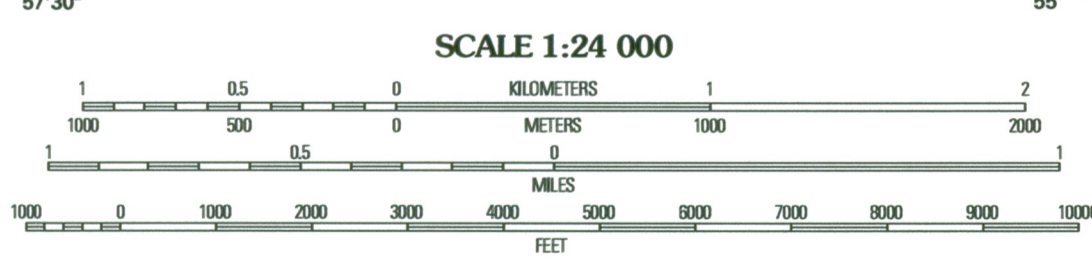 57'30" 55'
SCALE 1:24 000
1 0.5 0 KILOMETERS 1 2
1000 500 0 METERS 1000 2000
1 0.5 0 1
MILES
1000 0 1000 2000 3000 4000 5000 6000 7000 8000 9000 10000
FEET